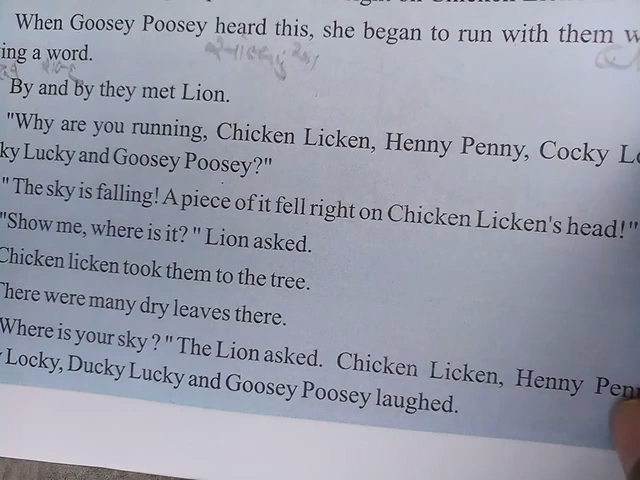 When Goosey Poosey heard this, she began to run with them
ing a word.
By and by they met Lion.
"Why are you running, Chicken Licken, Henny Penny, Cocky
ky Lucky and Goosey Poosey?"
"The sky is falling! A piece of it fell right on Chicken Licken's head!"
"Show me, where is it? " Lion asked.
Chicken licken took them to the tree.
There were many dry leaves there.
Where is your sky ? " The Lion asked. Chicken Licken, Henny Penn
Locky, Ducky Lucky and Goosey Poosey laughed.